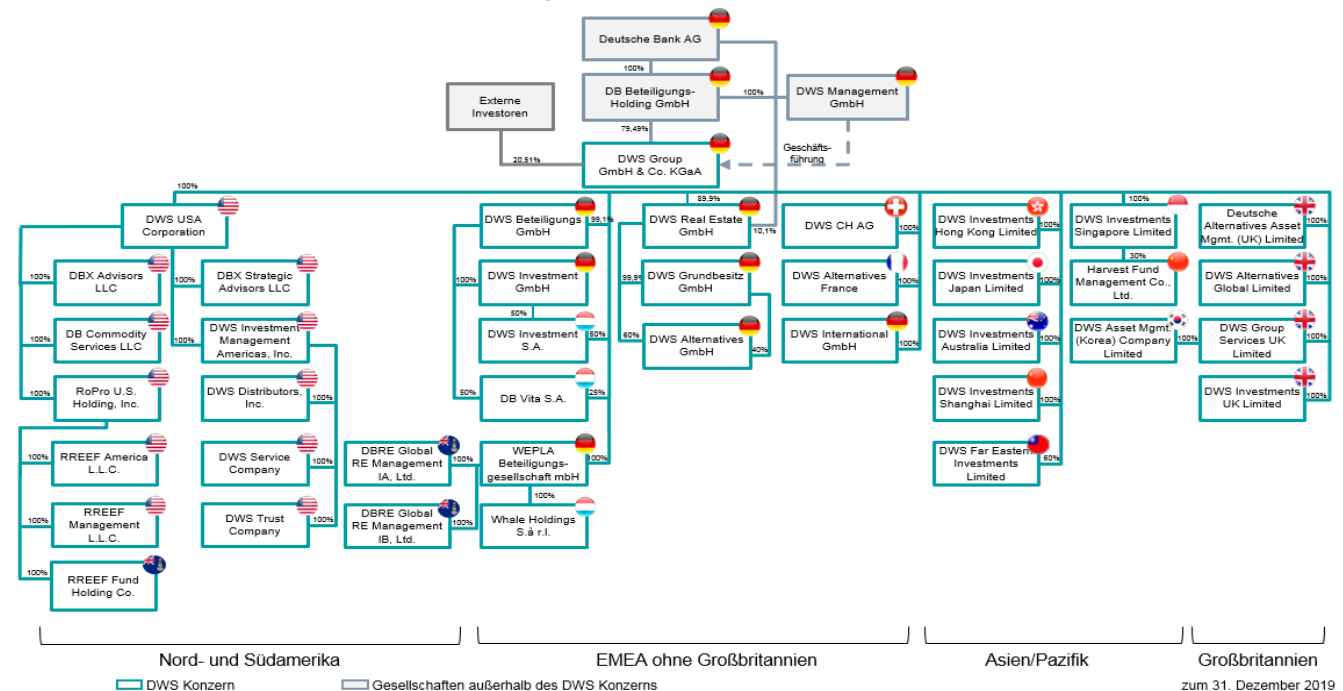 Deutsche Bank AG
100%
DB Beteiligungs-
Holding GmbH
100%
DWS Management
GmbH
Externe
Investoren
79,49%
Geschäfts-
führung
20,51%
DWS Group
GmbH & Co. KGaA
100%
DWS USA
Corporation
100%
DBX Advisors
LLC
100%
DBX Strategic
Advisors LLC
100%
DB Commodity
Services LLC
100%
DWS Investment
Management
Americas, Inc.
100%
RoPro U.S.
Holding, Inc.
DWS Distributors,
Inc.
100%
100%
RREEF America
L.L.C.
DWS Service
Company
100%
DBRE Global
RE Management
IA, Ltd.
100%
100%
RREEF
Management
L.L.C.
DWS Trust
Company
100%
DBRE Global
RE Management
IB, Ltd.
100%
100%
RREEF Fund
Holding Co.
DWS Beteiligungs
GmbH
99,1%
100%
DWS Investment
GmbH
50%
DWS Investment
S.A.
50%
50%
DB Vita S.A.
25%
WEPLA
Beteiligungs-
gesellschaft mbH
100%
100%
Whale Holdings
S.à r.l.
89,9%
DWS Real Estate
GmbH
10,1%
99,9%
DWS Grundbesitz
GmbH
60%
DWS Alternatives
GmbH
40%
DWS CH AG
100%
DWS Alternatives
France
100%
DWS International
GmbH
100%
DWS Investments
Hong Kong Limited
100%
DWS Investments
Japan Limited
100%
DWS Investments
Australia Limited
100%
DWS Investments
Shanghai Limited
100%
DWS Far Eastern
Investments
Limited
60%
100%
DWS Investments
Singapore Limited
30%
Harvest Fund
Management Co.,
Ltd.
DWS Asset Mgmt.
(Korea) Company
Limited
100%
Deutsche
Alternatives Asset
Mgmt. (UK) Limited
100%
DWS Alternatives
Global Limited
100%
DWS Group
Services UK
Limited
100%
DWS Investments
UK Limited
100%
Nord- und Südamerika
EMEA ohne Großbritannien
Asien/Pazifik
Großbritannien
DWS Konzern
Gesellschaften außerhalb des DWS Konzerns
zum 31. Dezember 2019